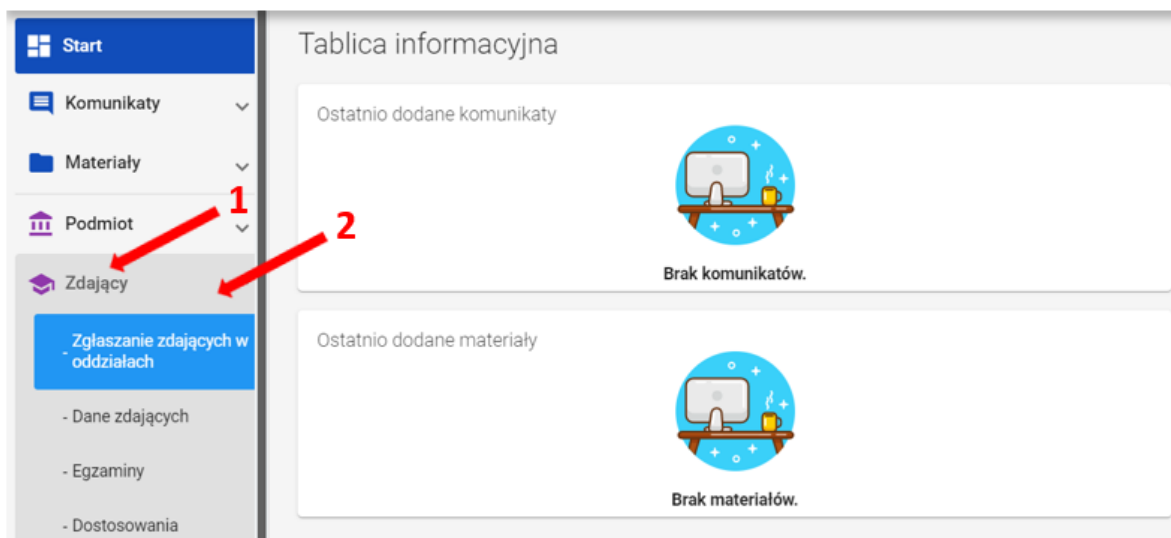 Start
Komunikaty
Materiały
1
Podmiot
2
Zdający
- Zgłaszanie zdających w
oddziałach
- Dane zdających
- Egzaminy
- Dostosowania
Tablica informacyjna
Ostatnio dodane komunikaty
Brak komunikatów.
Ostatnio dodane materiały
Brak materiałów.